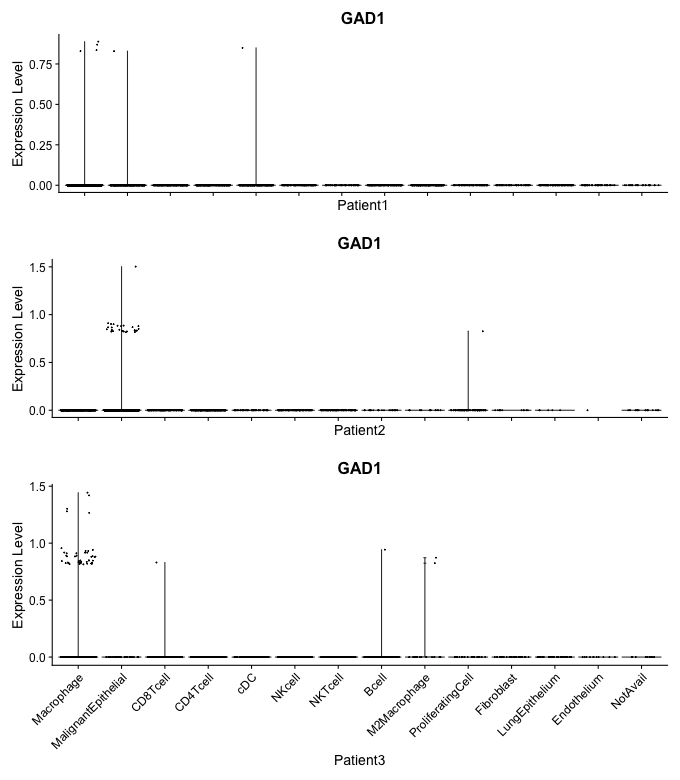 GAD1
Expression Level
0.75
0.50
0.25
0.00
Patient1
GAD1
Expression Level
1.5
1.0
0.5
0.0
Patient2
GAD1
Expression Level
1.5
1.0
0.5
0.0
Macrophage
MalignantEpithelial
CD8Tcell
CD4Tcell
cDC
NKcell
NKTcell
Bcell
M2Macrophage
ProliferatingCell
Fibroblast
LungEpithelium
Endothelium
NotAvail
Patient3